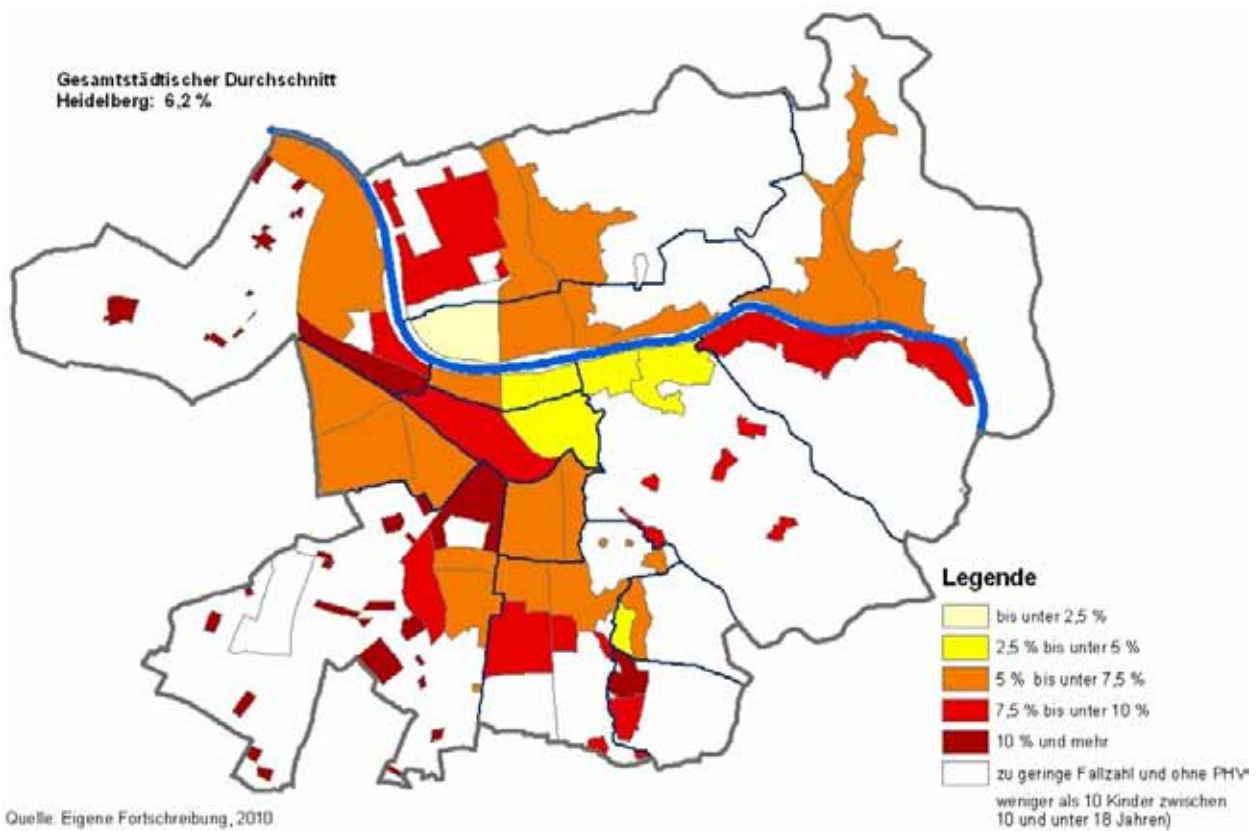 Gesamtstädtischer Durchschnitt
Heidelberg: 6,2 %
Legende
bis unter 2,5 %
2,5 % bis unter 5 %
5 % bis unter 7,5 %
7,5 % bis unter 10 %
10 % und mehr
zu geringe Fallzahl und ohne PHV*
weniger als 10 Kinder zwischen
10 und unter 18 Jahren)
Quelle: Eigene Fortschreibung, 2010